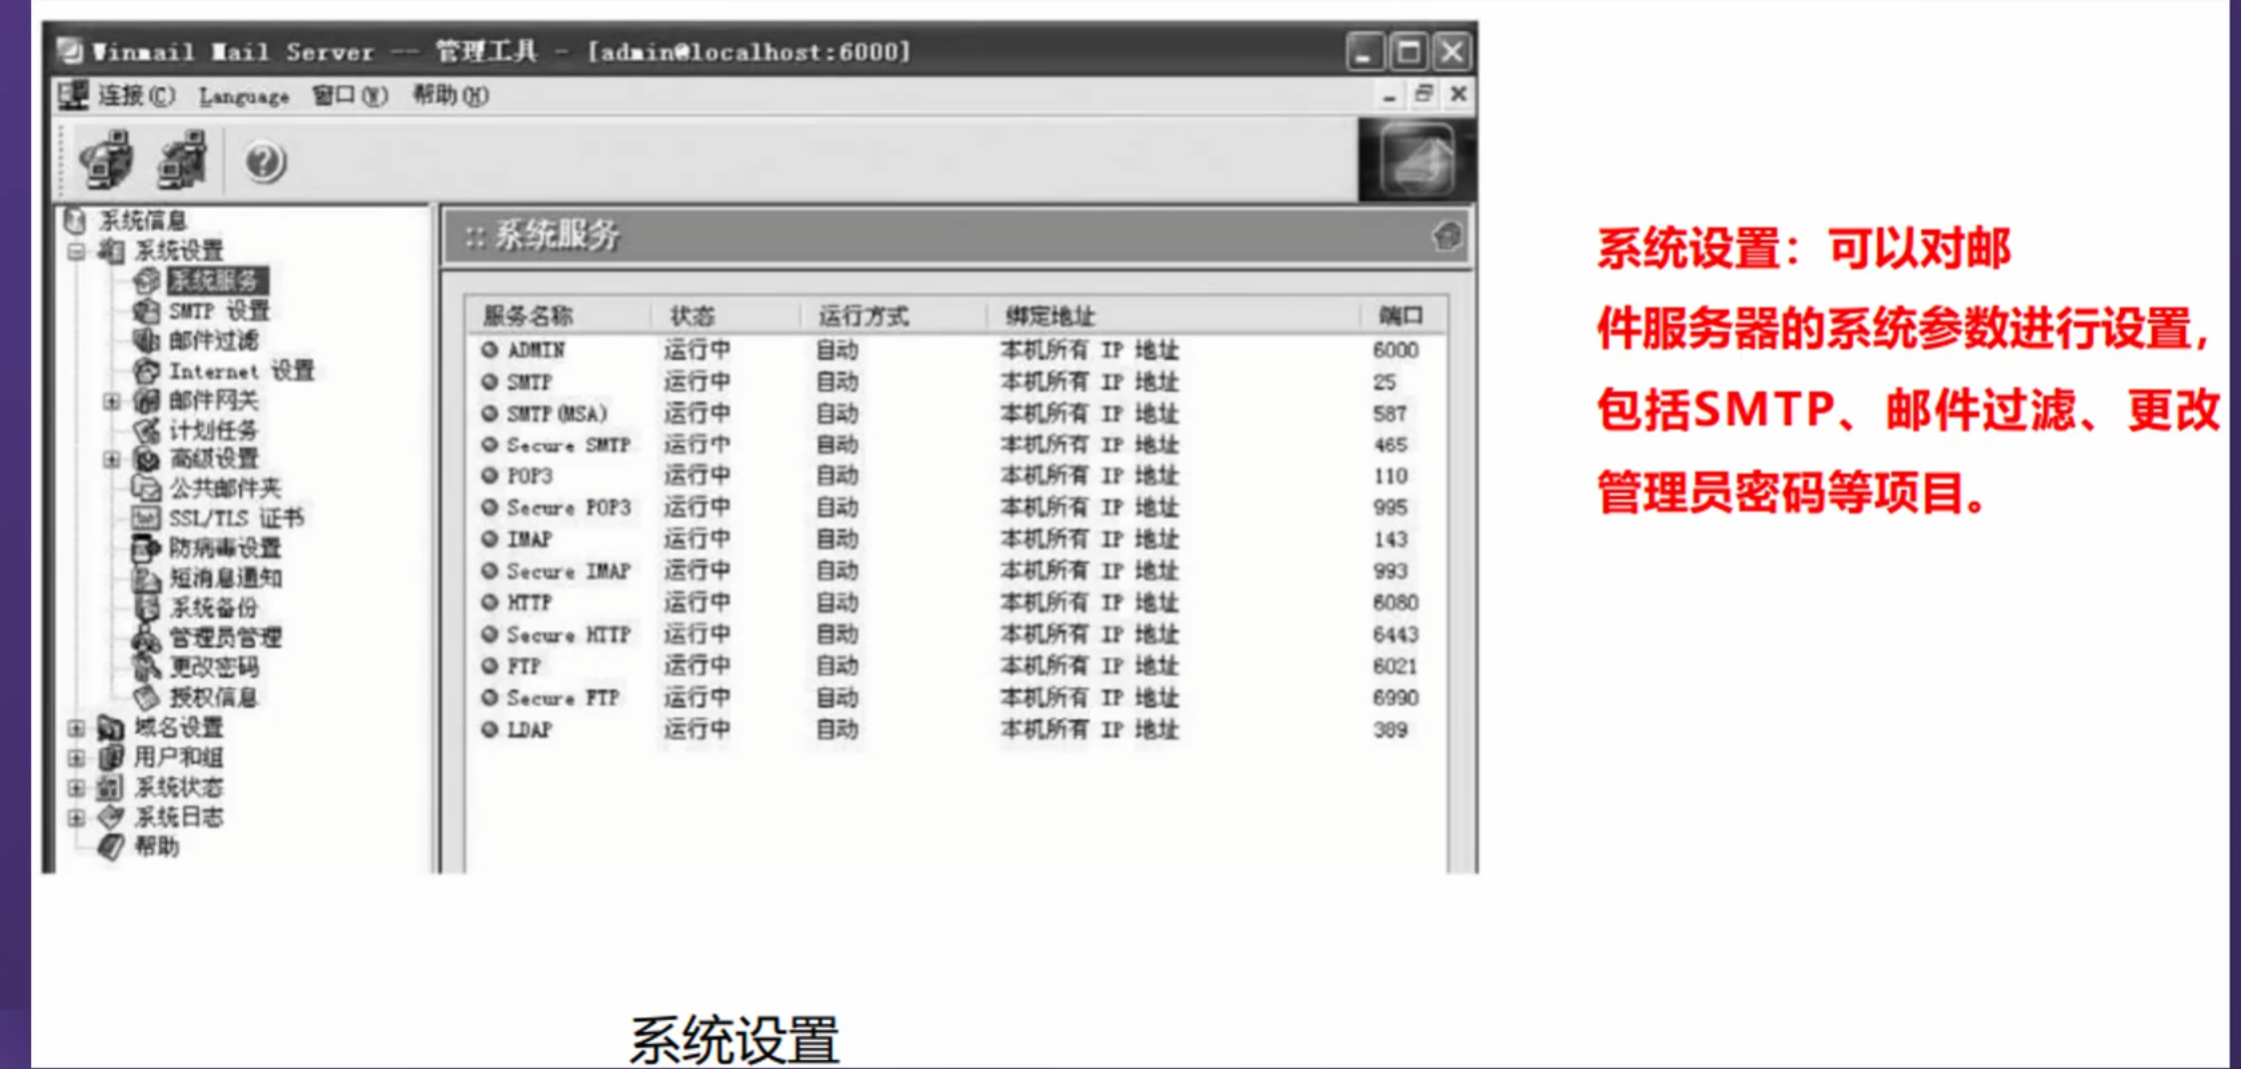 Winmail Mail Server -- 管理工具 - [admin@localhost:6000]
连接(C) Language 窗口(W) 帮助(H)
系统信息
系统设置
系统服务
SMTP 设置
邮件过滤
Internet 设置
邮件网关
计划任务
高级设置
公共邮件夹
SSL/TLS 证书
防病毒设置
短消息通知
系统备份
管理员管理
更改密码
授权信息
域名设置
用户和组
系统状态
系统日志
帮助
:: 系统服务
服务名称 状态 运行方式 绑定地址 端口
ADMIN 运行中 自动 本机所有 IP 地址 6000
SMTP 运行中 自动 本机所有 IP 地址 25
SMTP(MSA) 运行中 自动 本机所有 IP 地址 587
Secure SMTP 运行中 自动 本机所有 IP 地址 465
POP3 运行中 自动 本机所有 IP 地址 110
Secure POP3 运行中 自动 本机所有 IP 地址 995
IMAP 运行中 自动 本机所有 IP 地址 143
Secure IMAP 运行中 自动 本机所有 IP 地址 993
HTTP 运行中 自动 本机所有 IP 地址 6080
Secure HTTP 运行中 自动 本机所有 IP 地址 6443
FTP 运行中 自动 本机所有 IP 地址 6021
Secure FTP 运行中 自动 本机所有 IP 地址 6990
LDAP 运行中 自动 本机所有 IP 地址 389
系统设置：可以对邮
件服务器的系统参数进行设置，
包括SMTP、邮件过滤、更改
管理员密码等项目。
系统设置